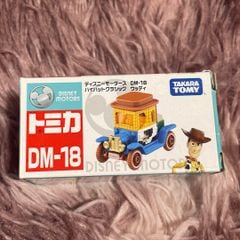 DISNEY
MOTORS
ディズニーモータース DM-18
ハイハットクラシック ウッディ
TAKARA
TOMY
トミカ
DM-18
DISNEY MOTORS